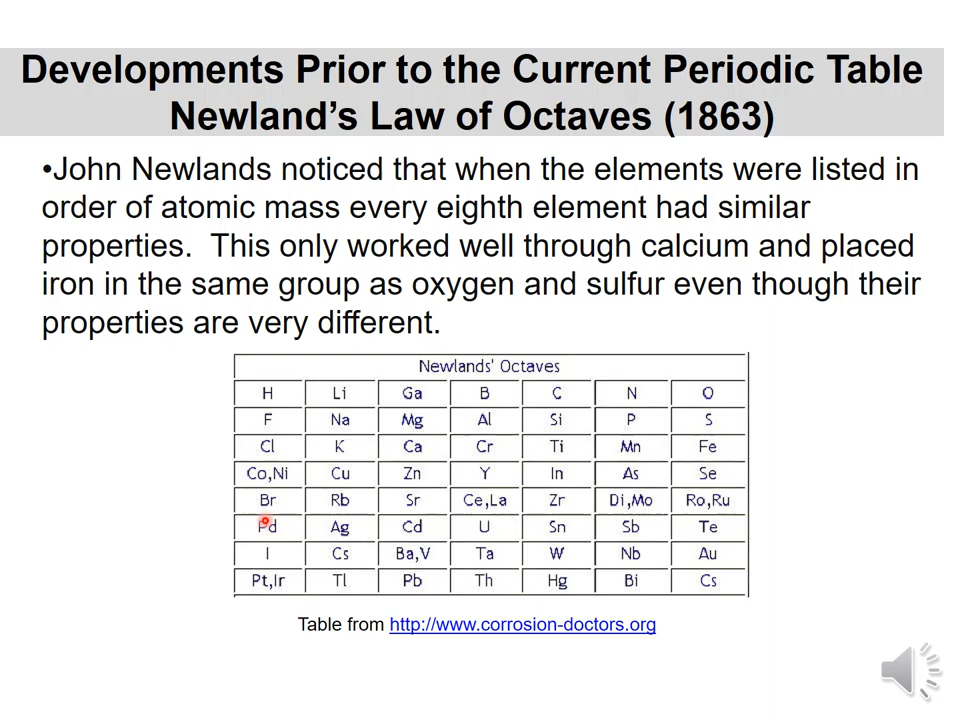 Developments Prior to the Current Periodic Table
Newland’s Law of Octaves (1863)
•John Newlands noticed that when the elements were listed in
order of atomic mass every eighth element had similar
properties.  This only worked well through calcium and placed
iron in the same group as oxygen and sulfur even though their
properties are very different.
Newlands' Octaves
H Li Ga B C N O
F Na Mg Al Si P S
Cl K Ca Cr Ti Mn Fe
Co,Ni Cu Zn Y In As Se
Br Rb Sr Ce,La Zr Di,Mo Ro,Ru
Pd Ag Cd U Sn Sb Te
I Cs Ba,V Ta W Nb Au
Pt,Ir Tl Pb Th Hg Bi Cs
Table from http://www.corrosion-doctors.org